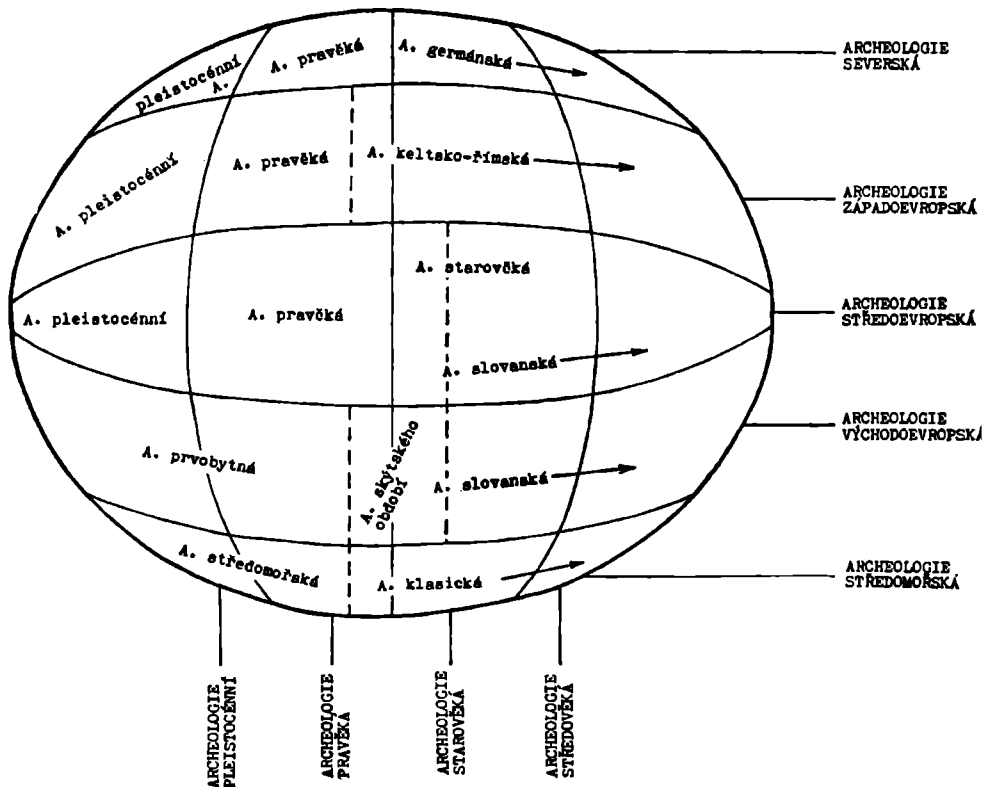 pleistocénní
A.
A. pravěká
A. germánská
ARCHEOLOGIE
SEVERSKÁ
A. pleistocénní
A. pravěká
A. keltsko-římská
ARCHEOLOGIE
ZÁPADOEVROPSKÁ
A. pleistocénní
A. pravěká
A. starověká
A. slovanská
ARCHEOLOGIE
STŘEDOEVROPSKÁ
A. prvobytná
A. skýtského
období
A. slovanská
ARCHEOLOGIE
VÝCHODOEVROPSKÁ
A. středomořská
A. klasická
ARCHEOLOGIE
STŘEDOMOŘSKÁ
ARCHEOLOGIE
PLEISTOCÉNNÍ
ARCHEOLOGIE
PRAVĚKÁ
ARCHEOLOGIE
STAROVĚKÁ
ARCHEOLOGIE
STŘEDOVĚKÁ